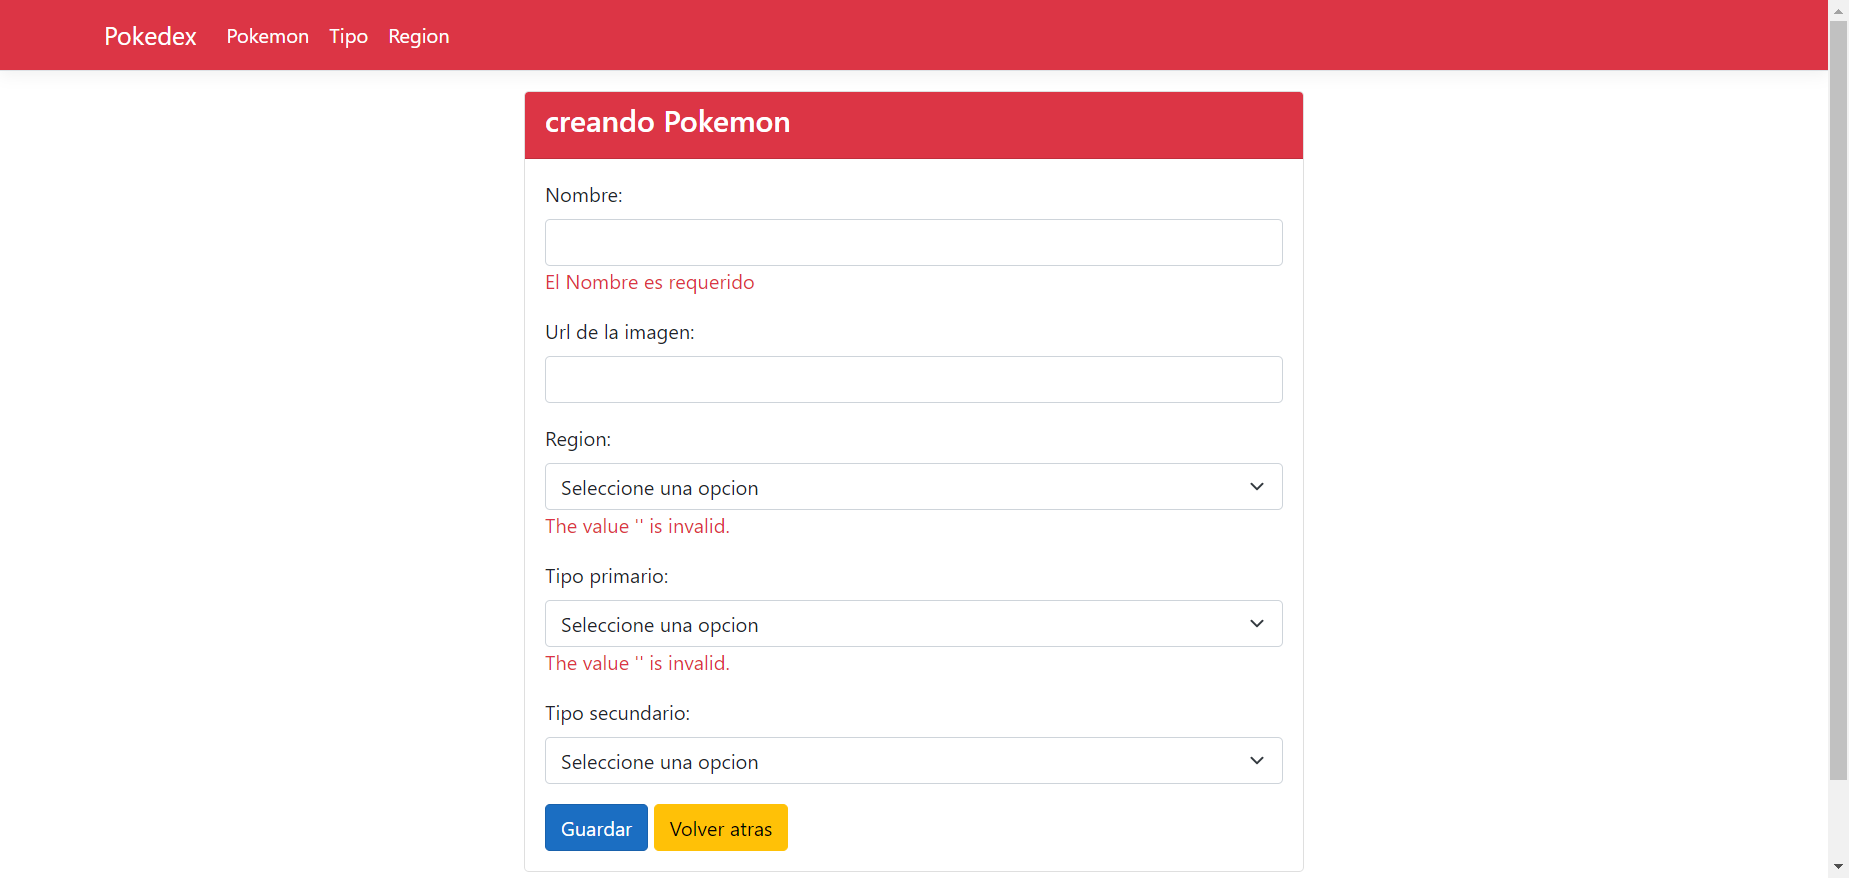 Pokedex Pokemon Tipo Region
creando Pokemon
Nombre:
El Nombre es requerido
Url de la imagen:
Region:
Seleccione una opcion
The value '' is invalid.
Tipo primario:
Seleccione una opcion
The value '' is invalid.
Tipo secundario:
Seleccione una opcion
Guardar Volver atras